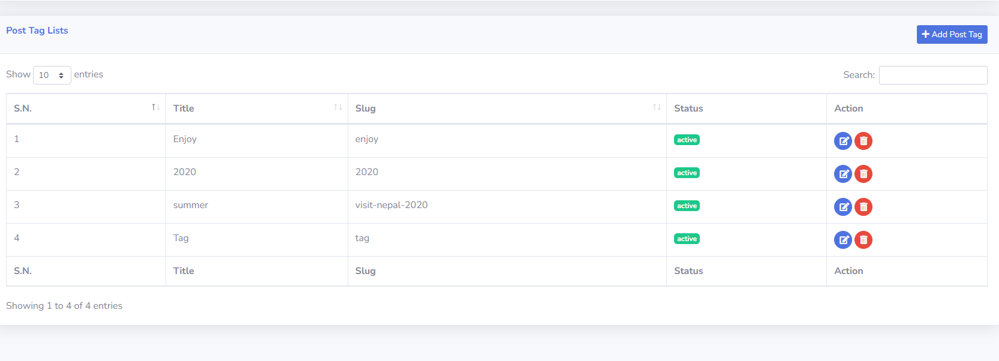 Post Tag Lists
Add Post Tag
Show 10 entries
Search:
S.N. Title Slug Status Action
1 Enjoy enjoy active
2 2020 2020 active
3 summer visit-nepal-2020 active
4 Tag tag active
S.N. Title Slug Status Action
Showing 1 to 4 of 4 entries